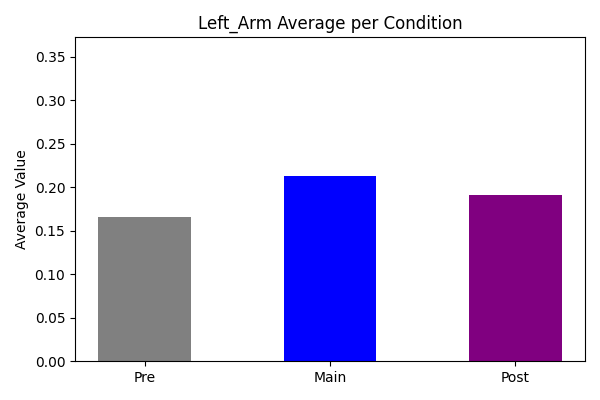 Left_Arm Average per Condition
Average Value
0.35
0.30
0.25
0.20
0.15
0.10
0.05
0.00
Pre
Main
Post